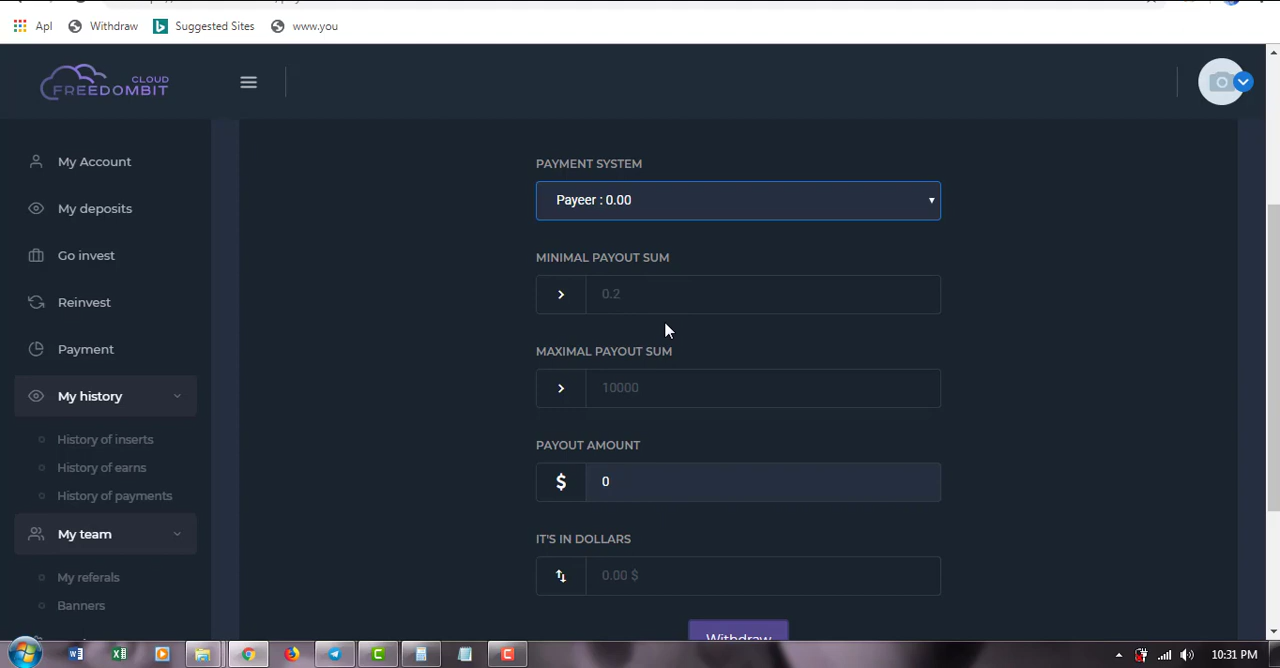 Apl
Withdraw
Suggested Sites
www.you
CLOUD
FREEDOMBIT
My Account
My deposits
Go invest
Reinvest
Payment
My history
History of inserts
History of earns
History of payments
My team
My referals
Banners
PAYMENT SYSTEM
Payeer : 0.00
MINIMAL PAYOUT SUM
0.2
MAXIMAL PAYOUT SUM
10000
PAYOUT AMOUNT
$ 0
IT'S IN DOLLARS
0.00 $
Withdraw
10:31 PM